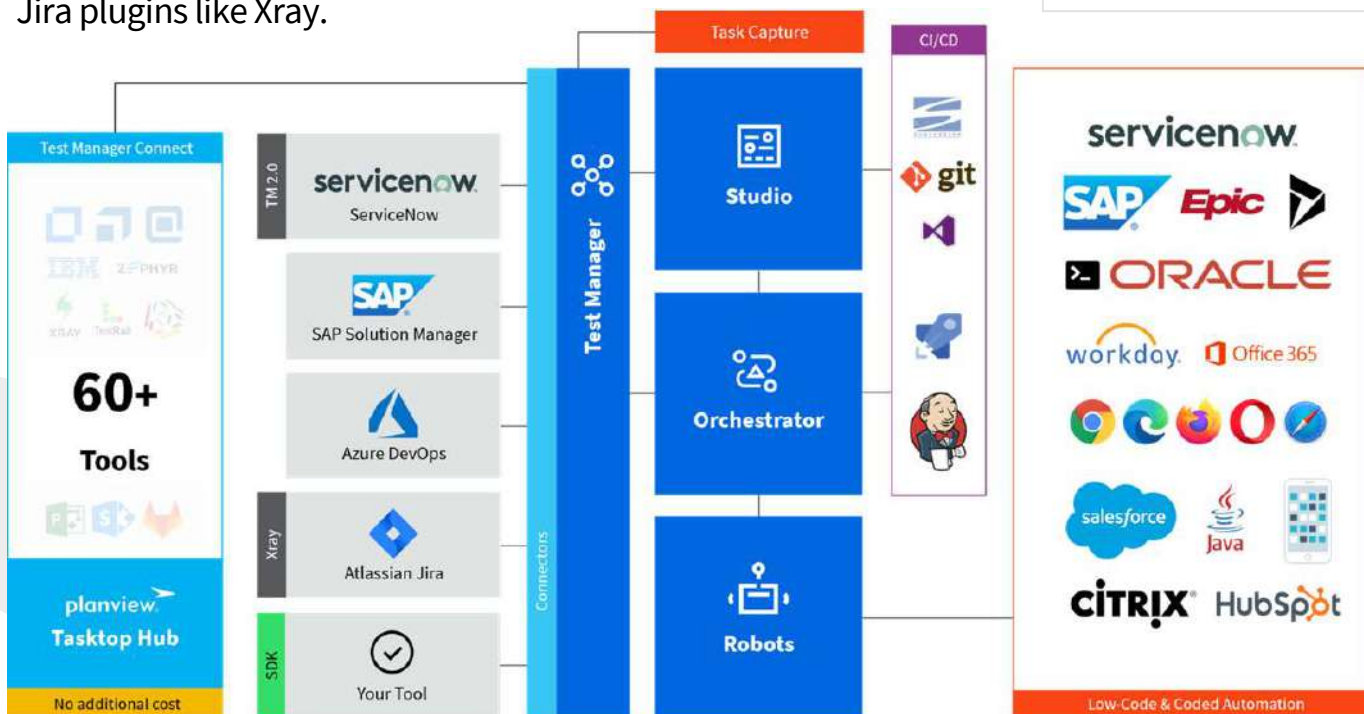 Jira plugins like Xray.
Task Capture
CI/CD
Test Manager Connect
IBM
ZEPHYR
XRAY
TestRail
60+
Tools
planview.
Tasktop Hub
No additional cost
TM 2.0
servicenow.
ServiceNow
SAP
SAP Solution Manager
Azure DevOps
Xray
Atlassian Jira
SDK
Your Tool
Connectors
Test Manager
Studio
Orchestrator
Robots
git
servicenow.
SAP
Epic
ORACLE
workday.
Office 365
salesforce
Java
CITRIX
HubSpot
Low-Code & Coded Automation